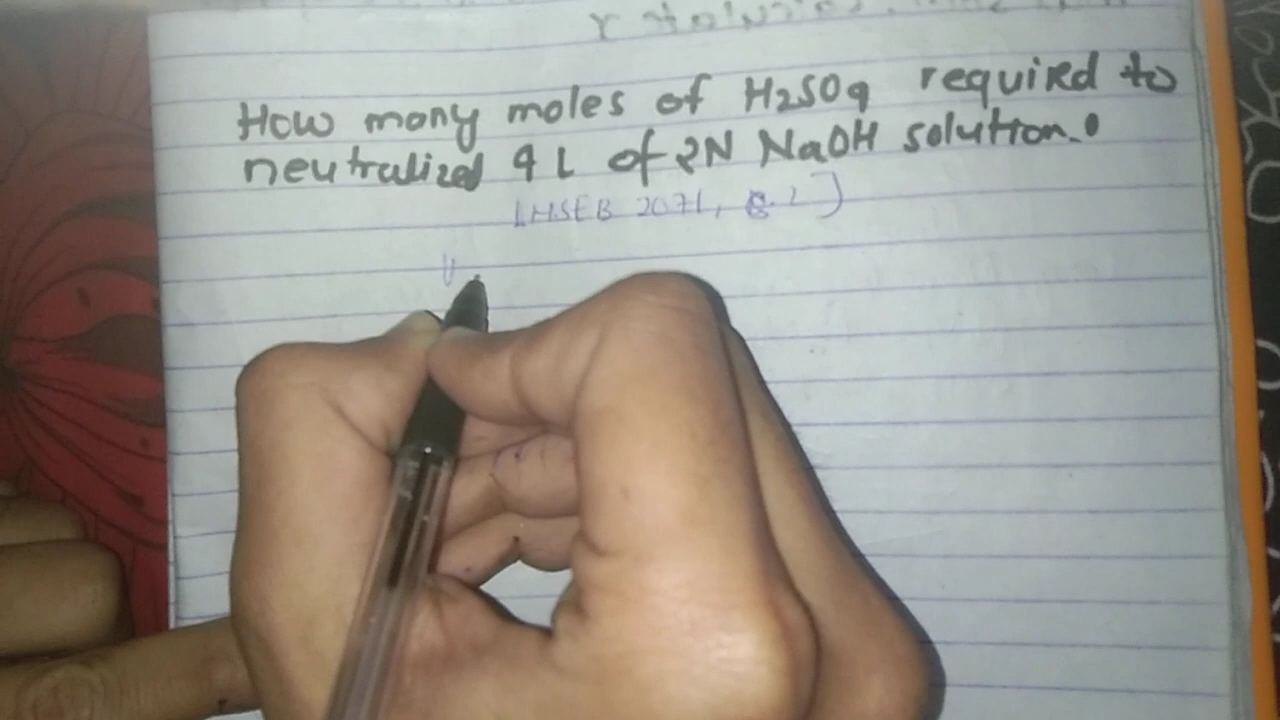 How many moles of H2SO4 required to
neutralized 4 L of 2N NaOH solution.
[HSEB 2071,